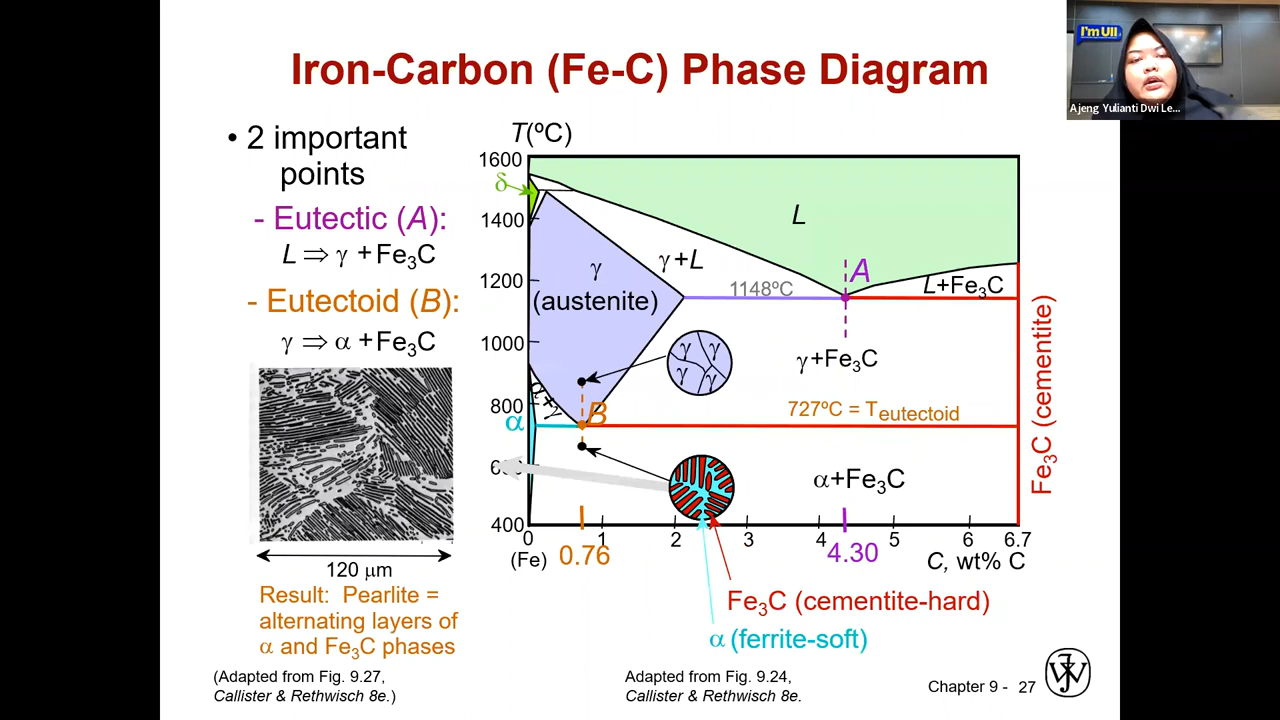 I'm UII
Ajeng Yulianti Dwi Le...
Iron-Carbon (Fe-C) Phase Diagram
• 2 important
points
- Eutectic (A):
L ⇒ γ + Fe₃C
- Eutectoid (B):
γ ⇒ α + Fe₃C
120 μm
Result: Pearlite =
alternating layers of
α and Fe₃C phases
(Adapted from Fig. 9.27,
Callister & Rethwisch 8e.)
T(ºC)
1600
δ
1400
L
γ+L
A
γ
(austenite)
1200
1148ºC
L+Fe₃C
1000
γ γ γ γ
γ+Fe₃C
800
B
727ºC = Teutectoid
α
α+Fe₃C
Fe₃C (cementite)
400
0
1
2
3
4
5
6
6.7
(Fe)
0.76
4.30
C, wt% C
Fe₃C (cementite-hard)
α (ferrite-soft)
Adapted from Fig. 9.24,
Callister & Rethwisch 8e.
Chapter 9 - 27